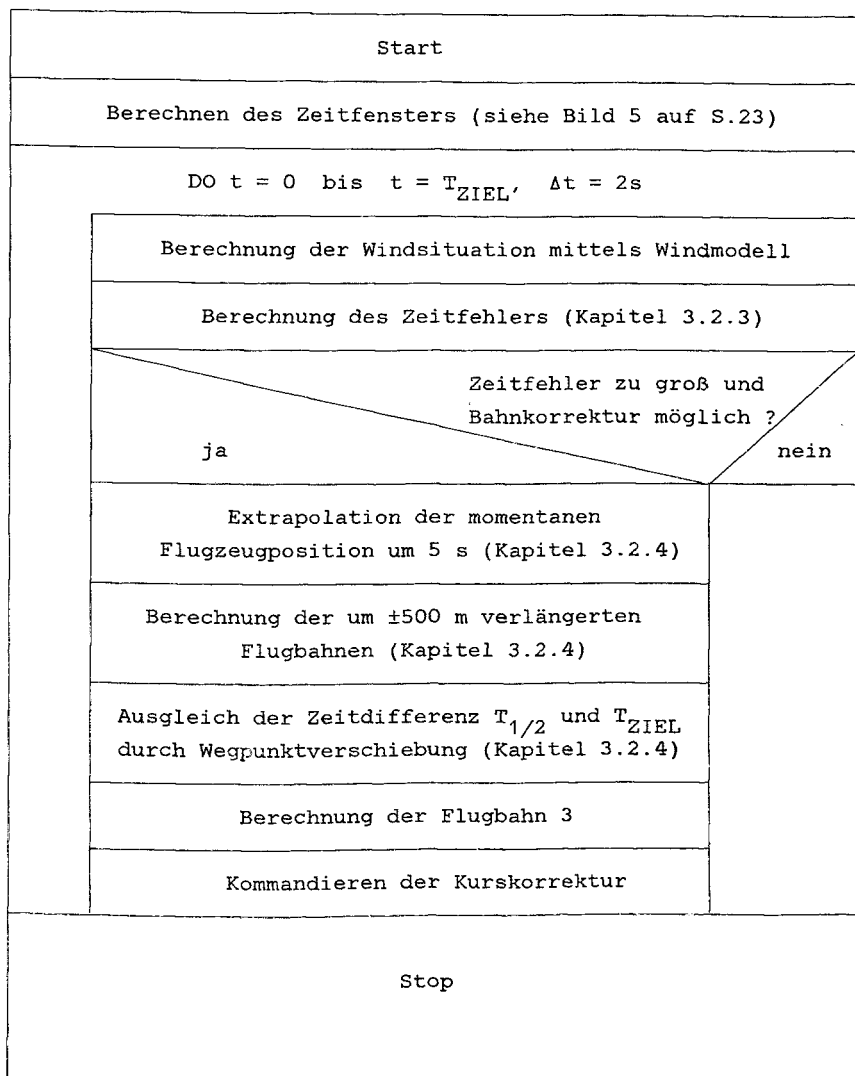 Start
Berechnen des Zeitfensters (siehe Bild 5 auf S.23)
DO t = 0 bis t = T_ZIEL, Δt = 2s
Berechnung der Windsituation mittels Windmodell
Berechnung des Zeitfehlers (Kapitel 3.2.3)
Zeitfehler zu groß und
Bahnkorrektur möglich ?
ja
nein
Extrapolation der momentanen
Flugzeugposition um 5 s (Kapitel 3.2.4)
Berechnung der um ±500 m verlängerten
Flugbahnen (Kapitel 3.2.4)
Ausgleich der Zeitdifferenz T_1/2 und T_ZIEL
durch Wegpunktverschiebung (Kapitel 3.2.4)
Berechnung der Flugbahn 3
Kommandieren der Kurskorrektur
Stop